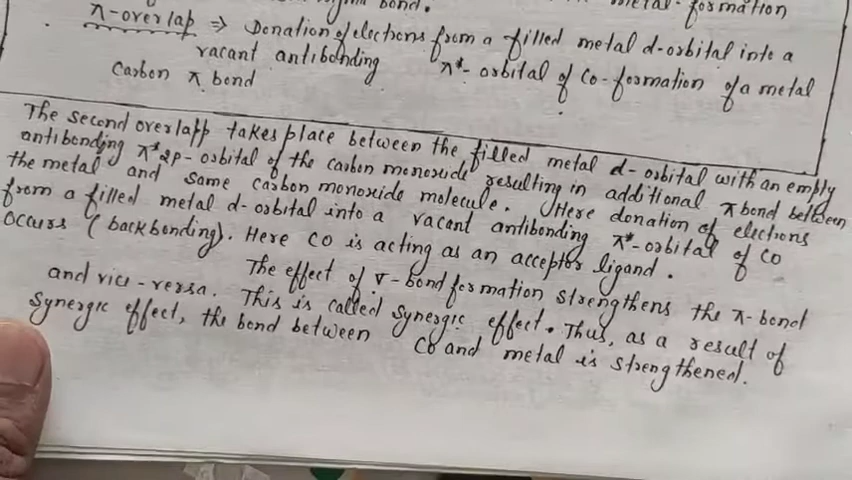 bond.
formation
π-overlap ⇒ Donation of electrons from a filled metal d-orbital into a
vacant antibonding π*- orbital of Co-formation of a metal
Carbon π bond
The second overlapp takes place between the filled metal d-orbital with an empty
antibonding π*2p-orbital of the carbon monoxide resulting in additional π bond between
the metal and same carbon monoxide molecule. Here donation of electrons
from a filled metal d-orbital into a vacant antibonding π*-orbital of CO
occurs (backbonding). Here CO is acting as an acceptor ligand.
The effect of σ-bond formation strengthens the π-bond
and vice-versa. This is called synergic effect. Thus, as a result of
Synergic effect, the bond between CO and metal is strengthened.